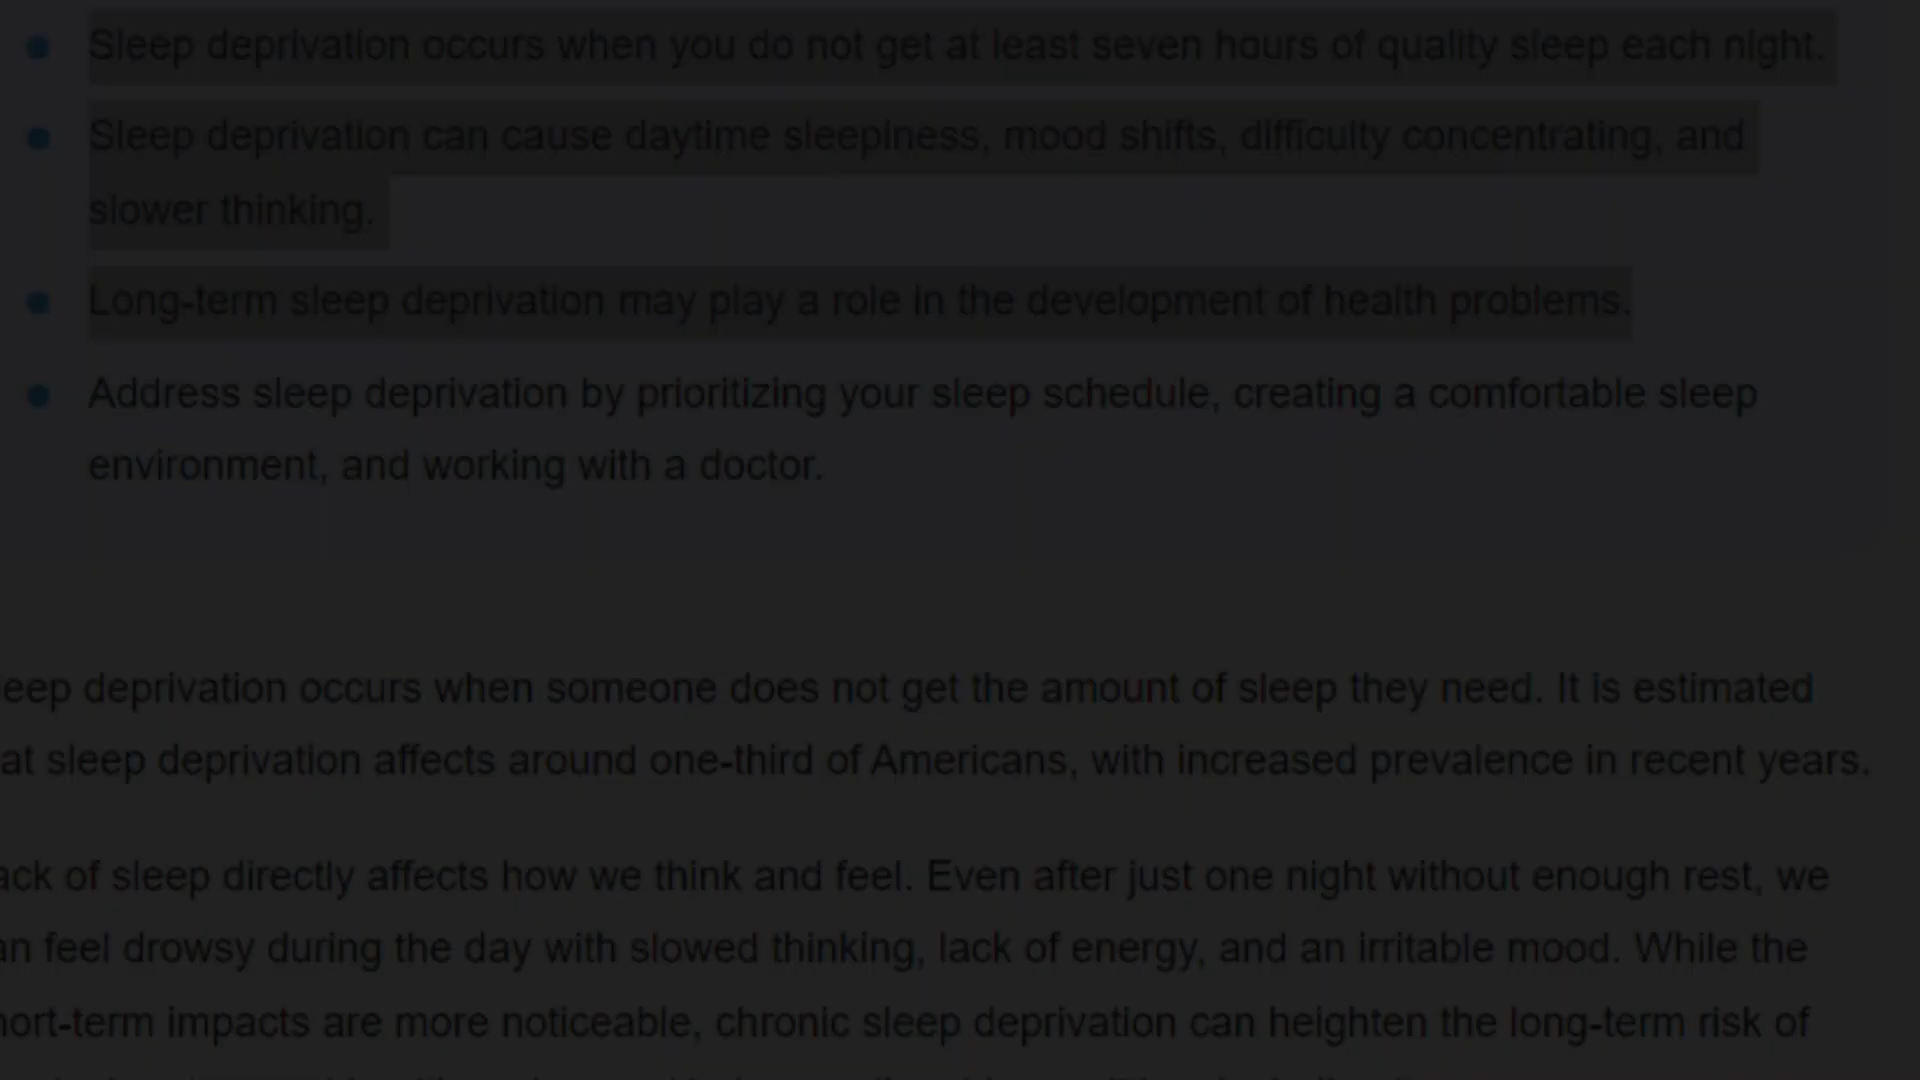 Sleep deprivation occurs when you do not get at least seven hours of quality sleep each night.
Sleep deprivation can cause daytime sleepiness, mood shifts, difficulty concentrating, and
slower thinking.
Long-term sleep deprivation may play a role in the development of health problems.
Address sleep deprivation by prioritizing your sleep schedule, creating a comfortable sleep
environment, and working with a doctor.
eep deprivation occurs when someone does not get the amount of sleep they need. It is estimated
at sleep deprivation affects around one-third of Americans, with increased prevalence in recent years.
ack of sleep directly affects how we think and feel. Even after just one night without enough rest, we
an feel drowsy during the day with slowed thinking, lack of energy, and an irritable mood. While the
hort-term impacts are more noticeable, chronic sleep deprivation can heighten the long-term risk of